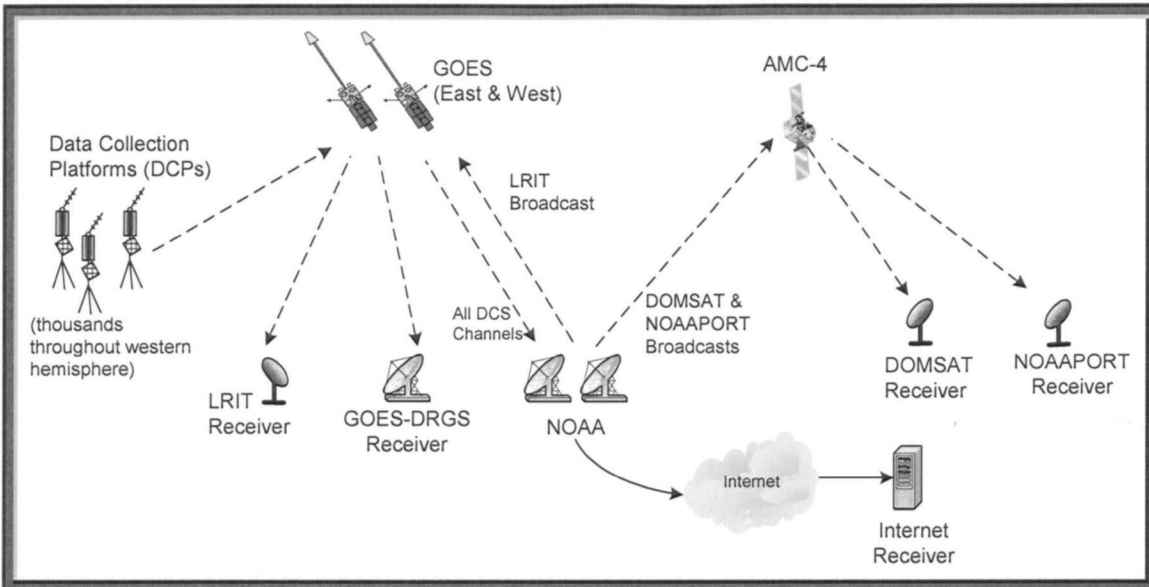 GOES
(East & West)
AMC-4
Data Collection
Platforms (DCPs)
LRIT
Broadcast
All DCS
Channels
DOMSAT &
NOAAPORT
Broadcasts
(thousands
throughout western
hemisphere)
LRIT
Receiver
GOES-DRGS
Receiver
NOAA
DOMSAT
Receiver
NOAAPORT
Receiver
Internet
Internet
Receiver